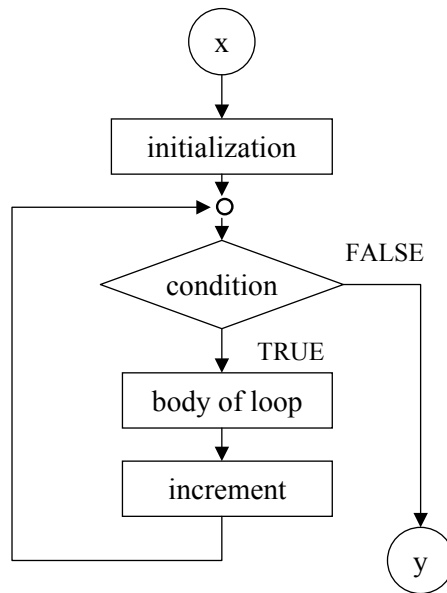 x
initialization
FALSE
condition
TRUE
body of loop
increment
y